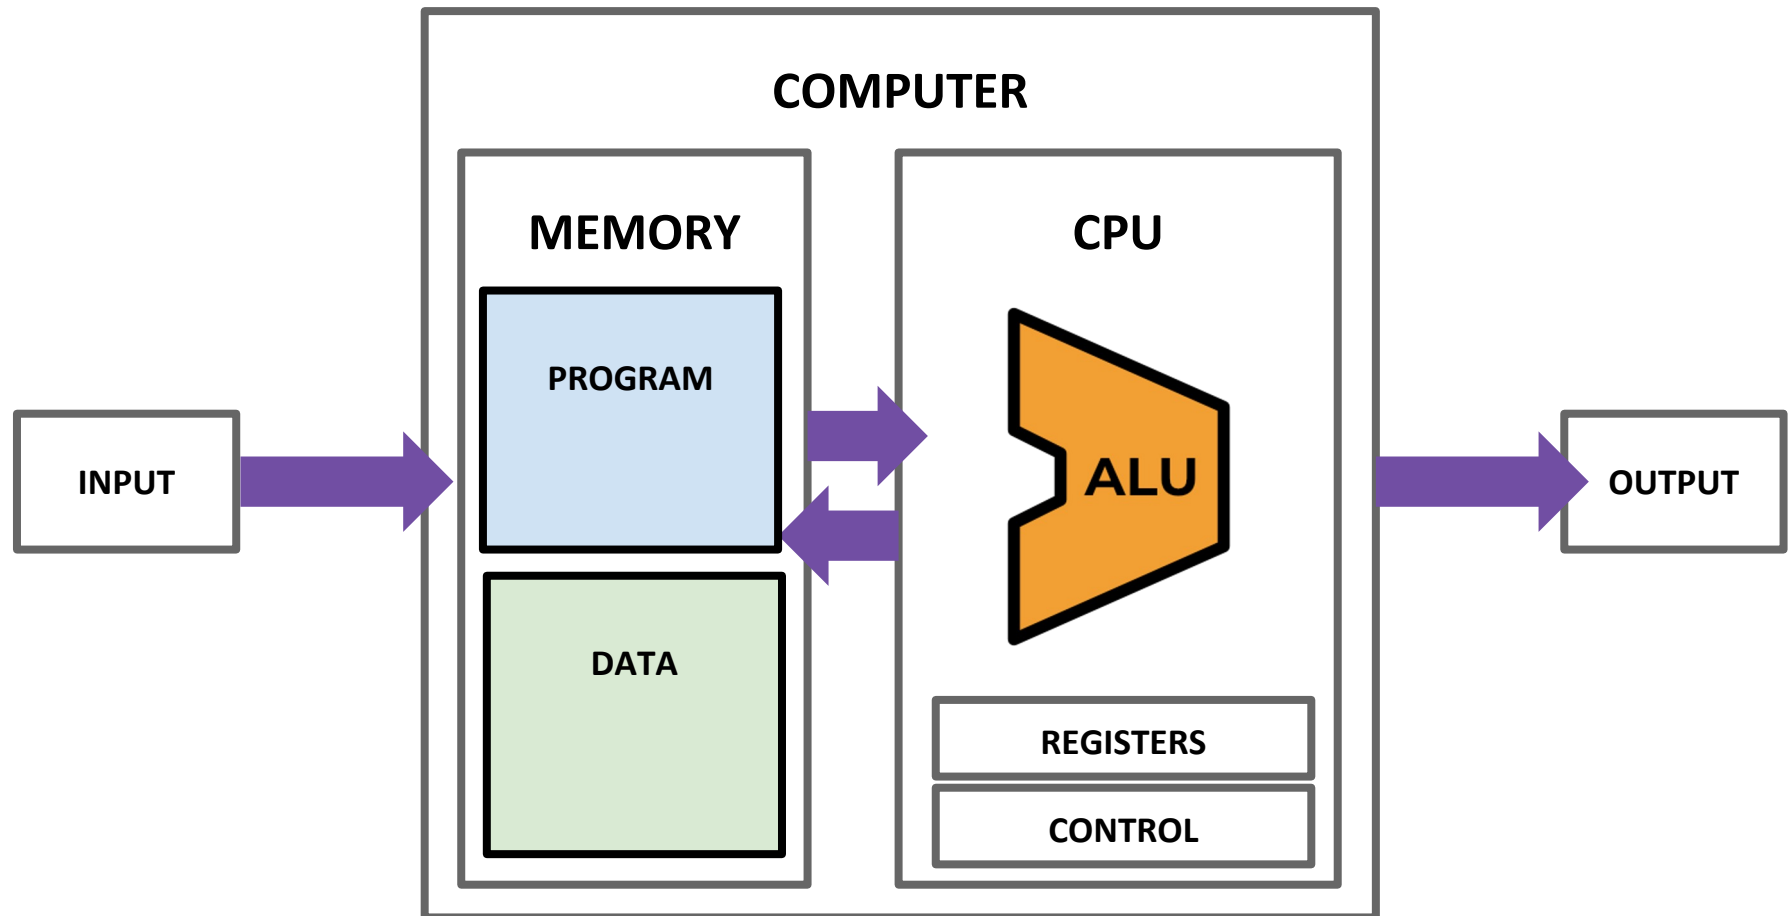 COMPUTER
MEMORY
CPU
PROGRAM
INPUT
ALU
OUTPUT
DATA
REGISTERS
CONTROL